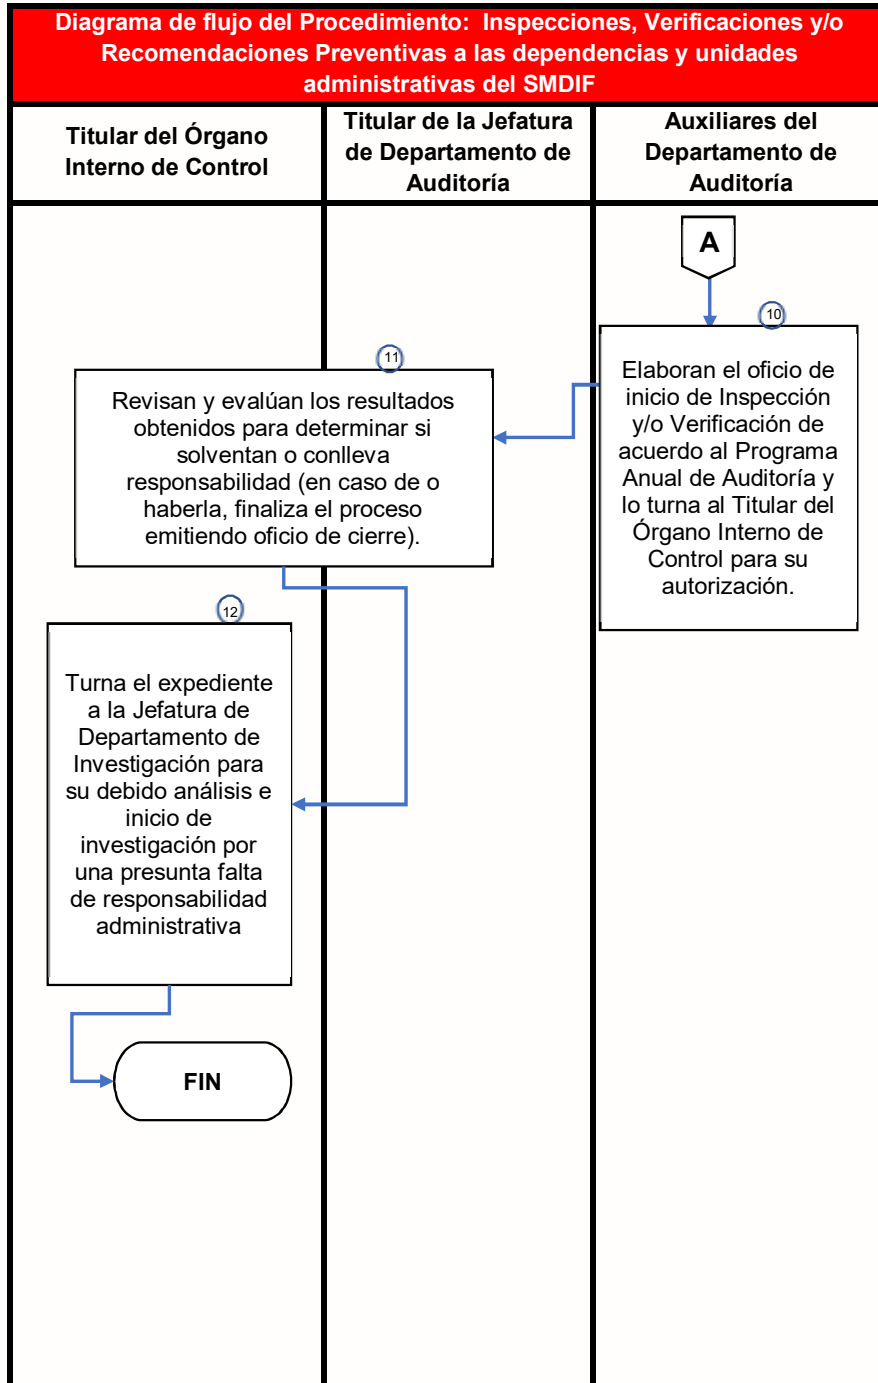 Diagrama de flujo del Procedimiento: Inspecciones, Verificaciones y/o
Recomendaciones Preventivas a las dependencias y unidades
administrativas del SMDIF
Titular del Órgano
Interno de Control
Titular de la Jefatura
de Departamento de
Auditoría
Auxiliares del
Departamento de
Auditoría
A
10
Elaboran el oficio de
inicio de Inspección
y/o Verificación de
acuerdo al Programa
Anual de Auditoría y
lo turna al Titular del
Órgano Interno de
Control para su
autorización.
11
Revisan y evalúan los resultados
obtenidos para determinar si
solventan o conlleva
responsabilidad (en caso de o
haberla, finaliza el proceso
emitiendo oficio de cierre).
12
Turna el expediente
a la Jefatura de
Departamento de
Investigación para
su debido análisis e
inicio de
investigación por
una presunta falta
de responsabilidad
administrativa
FIN